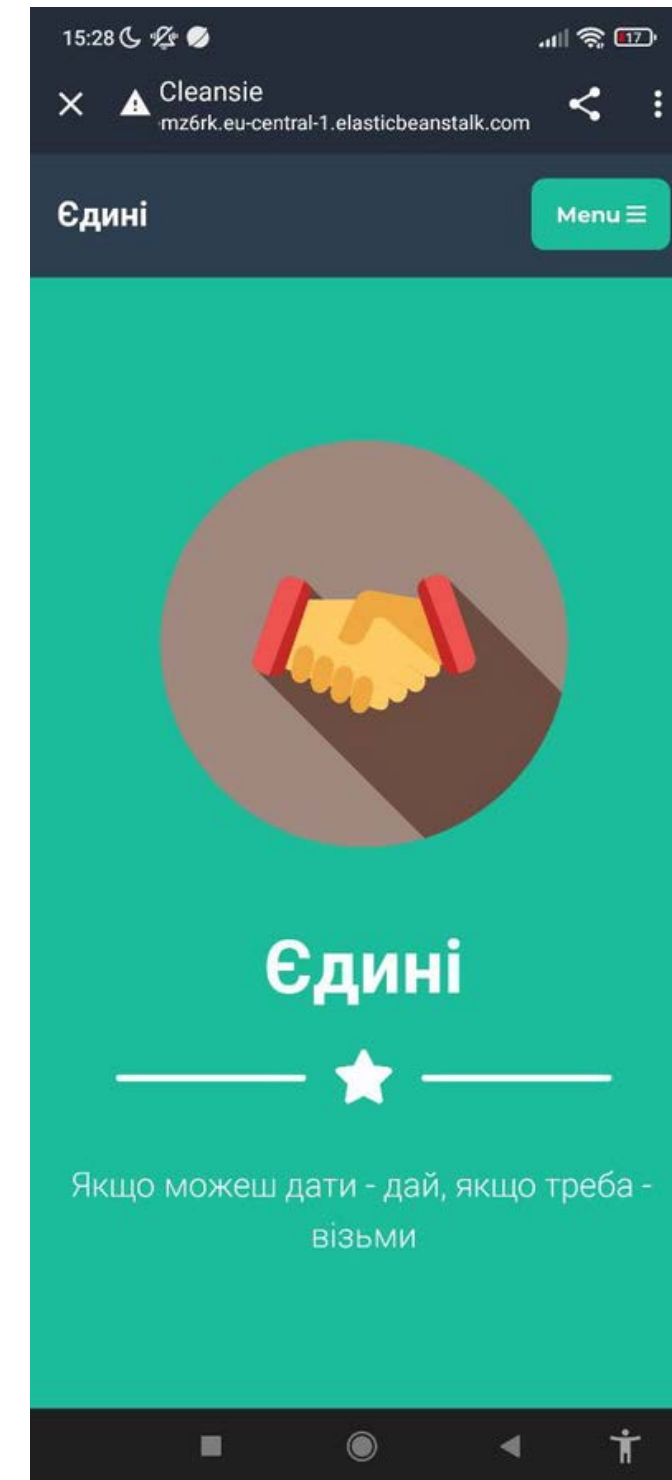 15:28
17
Cleansie
mz6rk.eu-central-1.elasticbeanstalk.com
Єдині
Menu
Єдині
Якщо можеш дати - дай, якщо треба -
візьми